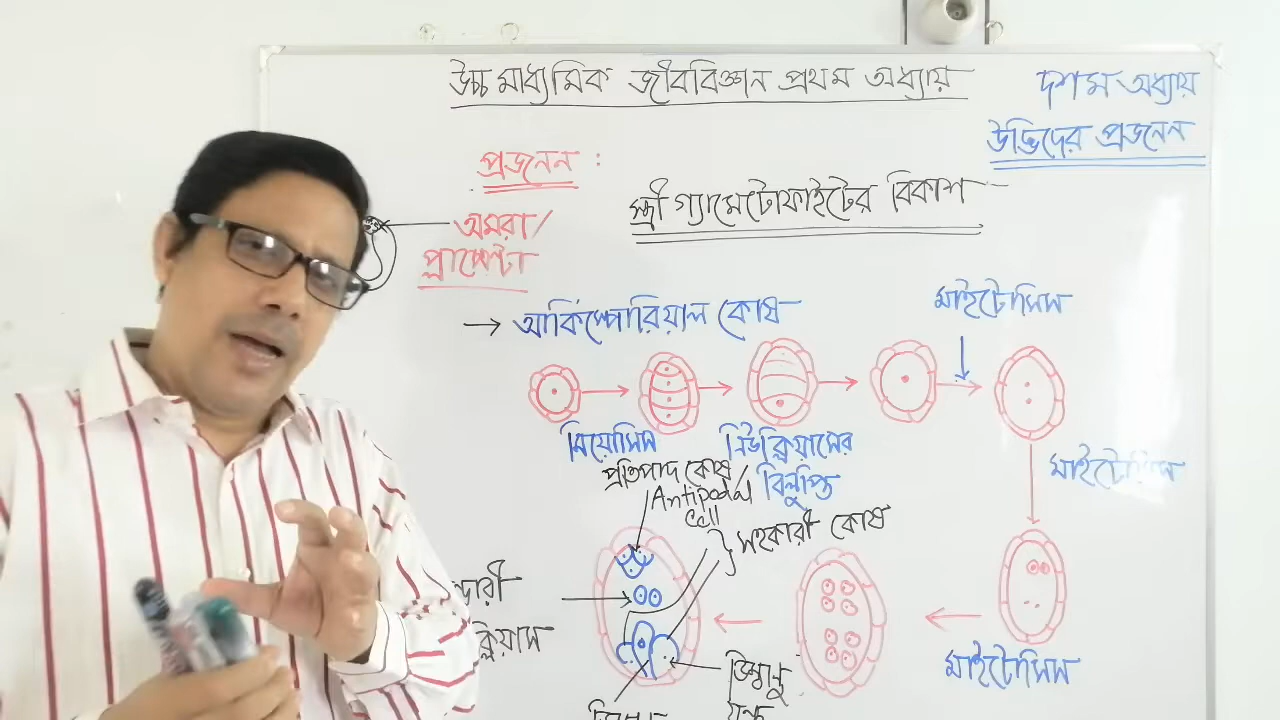 উচ্চ মাধ্যমিক জীববিজ্ঞান প্রথম অধ্যায়
দশম অধ্যায়
উদ্ভিদের প্রজনন
প্রজনন :
স্ত্রী গ্যামেটোফাইটের বিকাশ
অমরা/
প্লাসেন্টা
→ আর্কিস্পোরিয়াল কোষ
মাইটোসিস
মিয়োসিস
নিউক্লিয়াসের
বিলুপ্তি
মাইটোসিস
প্রতিপাদ কোষ/
Antipodal
Cell
সহকারী কোষ
মাইটোসিস
ডিম্বাণু
যন্ত্র